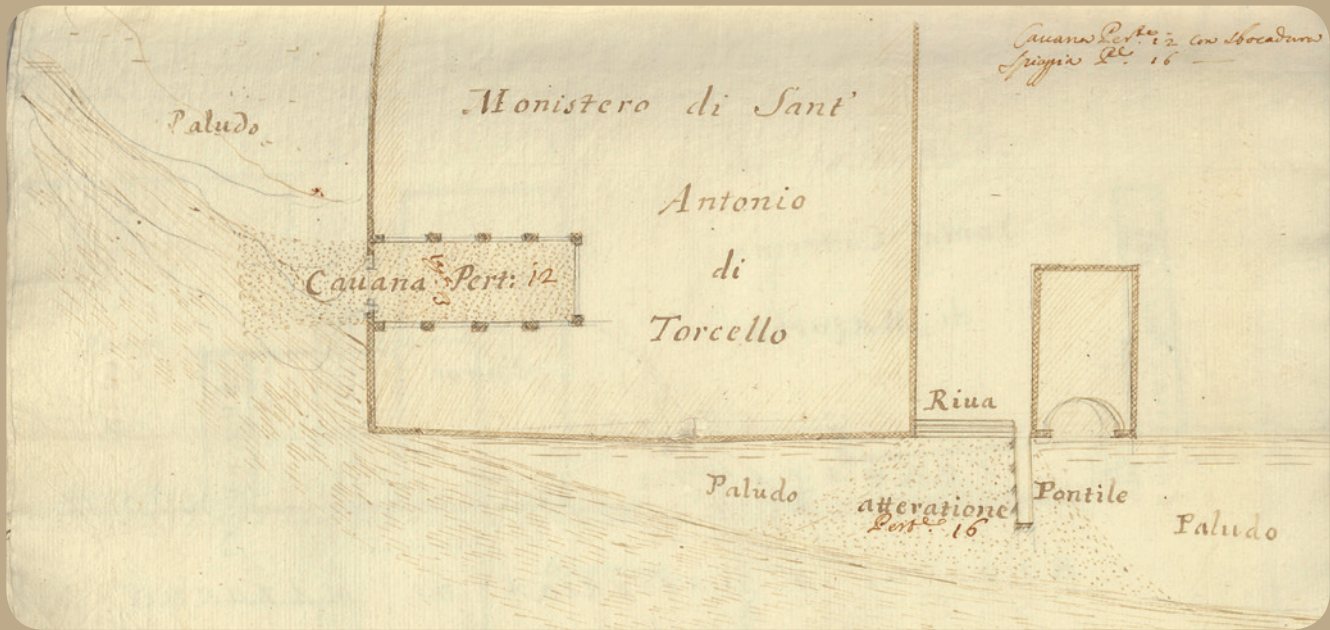 Cauana Pert.e 12 con sbocadura
spiagia P.e 16
Paludo
Monistero di Sant'
Antonio
di
Torcello
Cauana Pert: 12
Riua
Paludo
atteratione
Pert.e 16
Pontile
Paludo